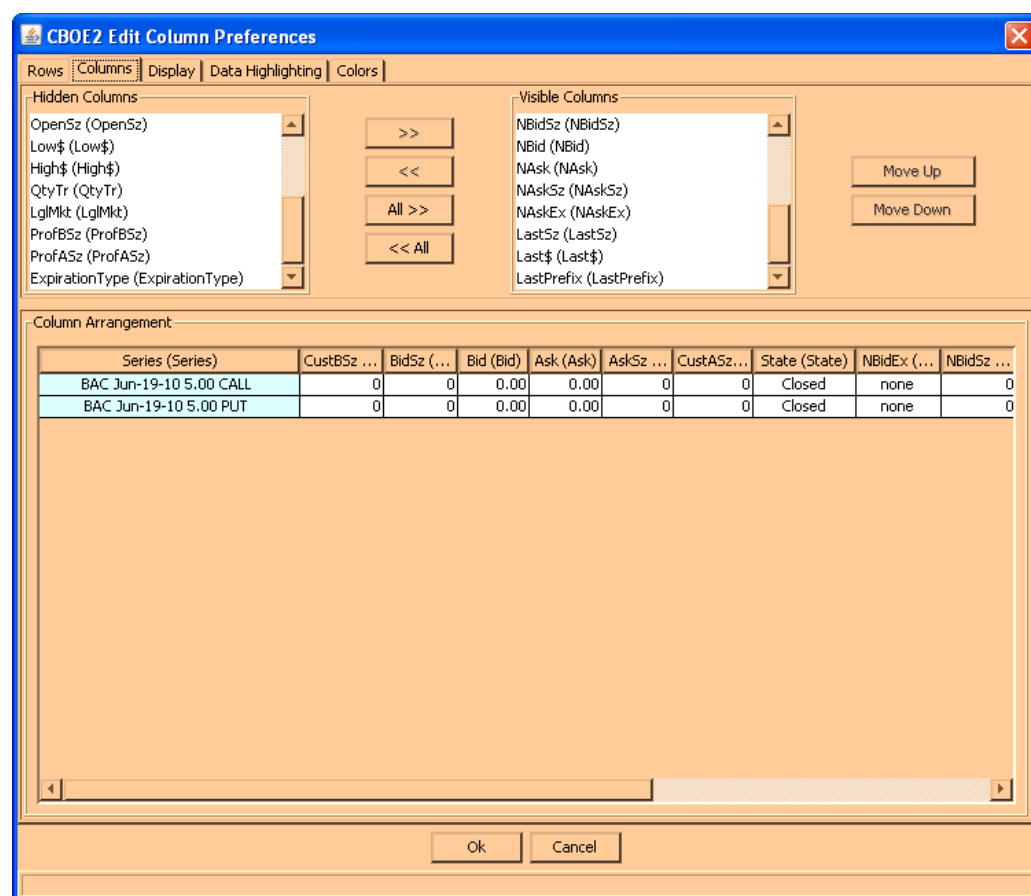 CBOE2 Edit Column Preferences
Rows Columns Display Data Highlighting Colors
Hidden Columns
OpenSz (OpenSz)
Low$ (Low$)
High$ (High$)
QtyTr (QtyTr)
LglMkt (LglMkt)
ProfBSz (ProfBSz)
ProfASz (ProfASz)
ExpirationType (ExpirationType)
>>
<<
All >>
<< All
Visible Columns
NBidSz (NBidSz)
NBid (NBid)
NAsk (NAsk)
NAskSz (NAskSz)
NAskEx (NAskEx)
LastSz (LastSz)
Last$ (Last$)
LastPrefix (LastPrefix)
Move Up
Move Down
Column Arrangement
Series (Series) CustBSz ... BidSz (... Bid (Bid) Ask (Ask) AskSz ... CustASz... State (State) NBidEx (... NBidSz ...
BAC Jun-19-10 5.00 CALL 0 0 0.00 0.00 0 0 Closed none 0
BAC Jun-19-10 5.00 PUT 0 0 0.00 0.00 0 0 Closed none 0
Ok Cancel